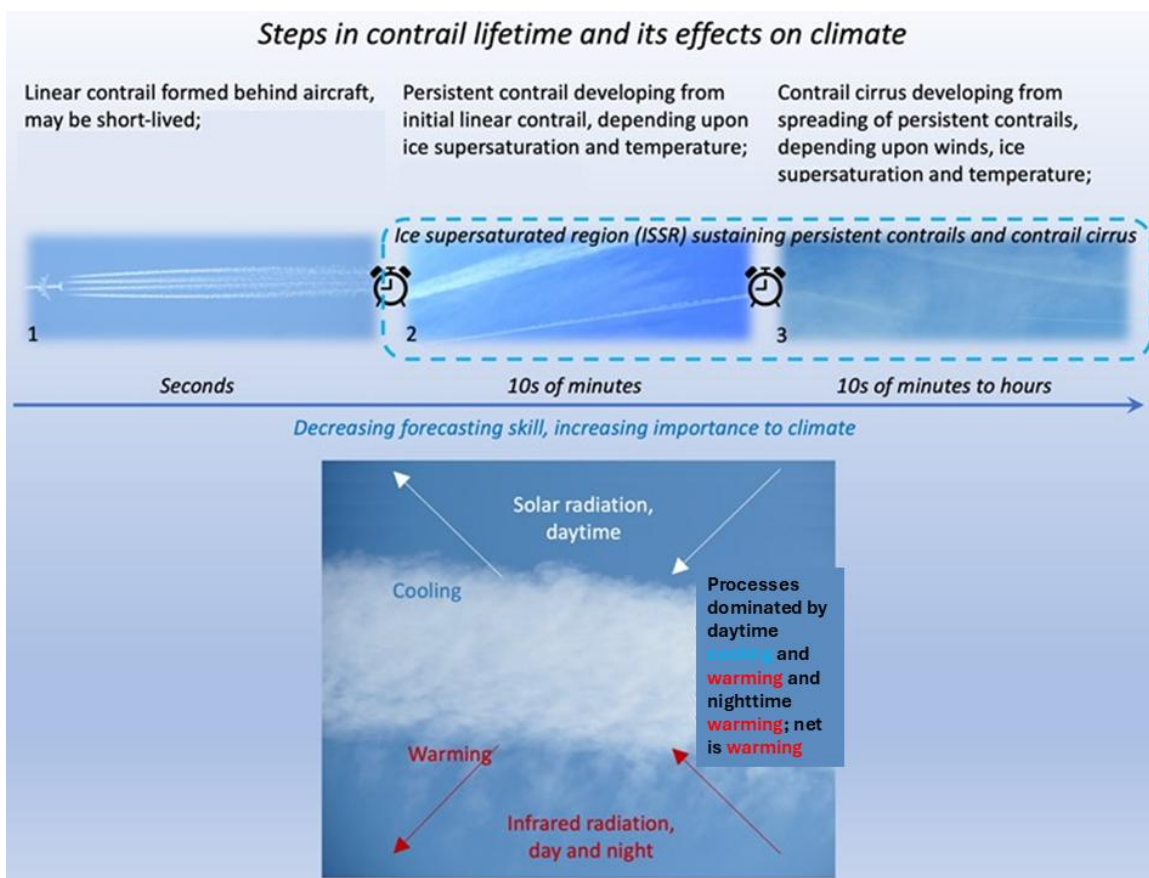 Steps in contrail lifetime and its effects on climate
Linear contrail formed behind aircraft,
may be short-lived;
Persistent contrail developing from
initial linear contrail, depending upon
ice supersaturation and temperature;
Contrail cirrus developing from
spreading of persistent contrails,
depending upon winds, ice
supersaturation and temperature;
Ice supersaturated region (ISSR) sustaining persistent contrails and contrail cirrus
1
2
3
Seconds
10s of minutes
10s of minutes to hours
Decreasing forecasting skill, increasing importance to climate
Solar radiation,
daytime
Cooling
Processes
dominated by
daytime
cooling and
warming and
nighttime
warming; net
is warming
Warming
Infrared radiation,
day and night